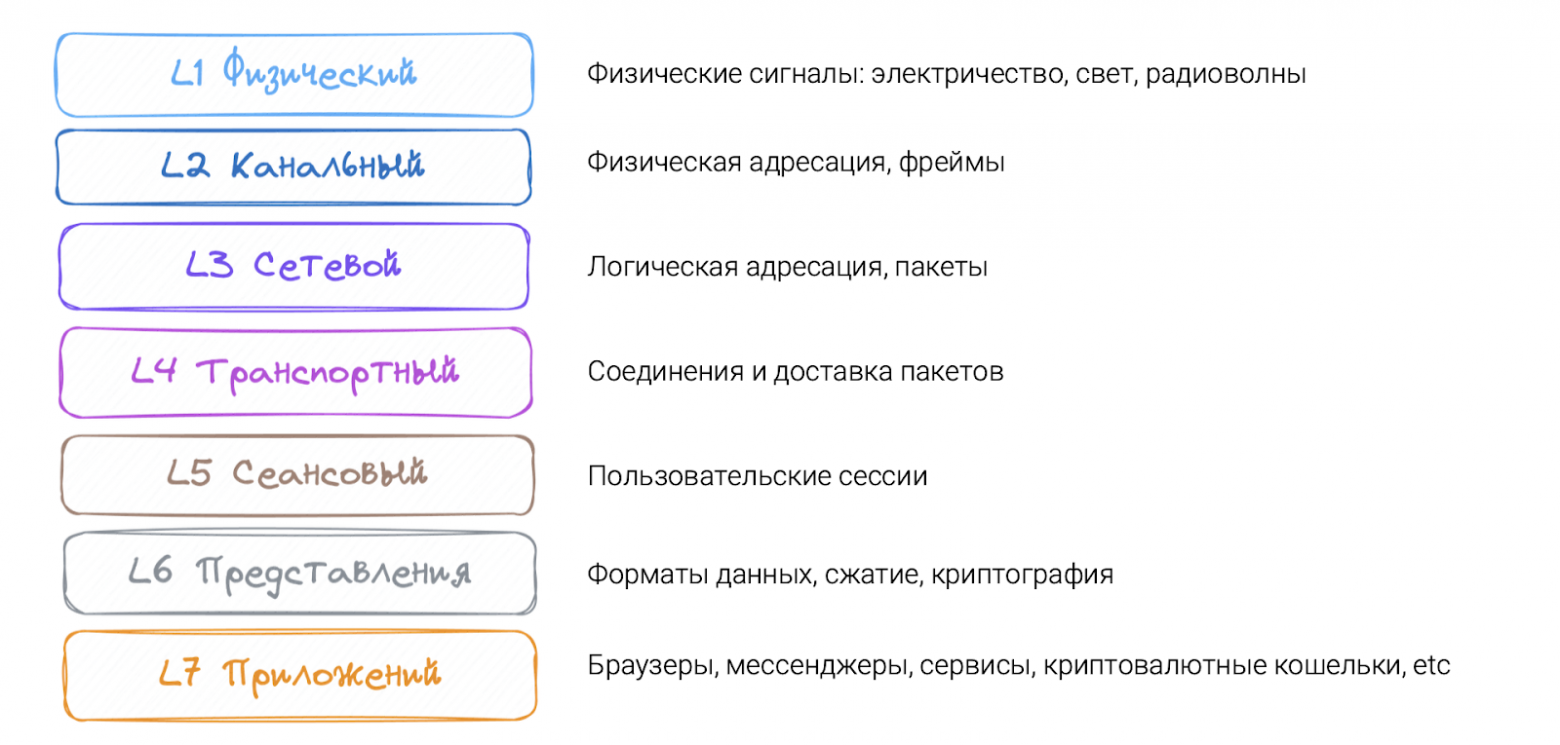 L1 Физический
Физические сигналы: электричество, свет, радиоволны
L2 Канальный
Физическая адресация, фреймы
L3 Сетевой
Логическая адресация, пакеты
L4 Транспортный
Соединения и доставка пакетов
L5 Сеансовый
Пользовательские сессии
L6 Представления
Форматы данных, сжатие, криптография
L7 Приложений
Браузеры, мессенджеры, сервисы, криптовалютные кошельки, etc